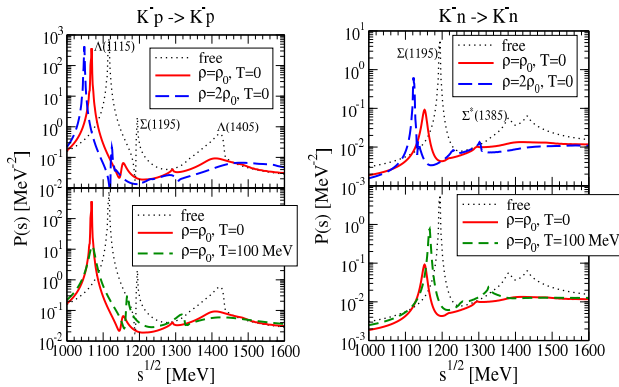 K⁻p -> K⁻p
K⁻n -> K⁻n
10³
10²
10¹
10⁰
10⁻¹
10⁻²
Λ(1115)
Σ(1195)
Λ(1405)
free
ρ=ρ₀, T=0
ρ=2ρ₀, T=0
10¹
10⁰
10⁻¹
10⁻²
10⁻³
Σ(1195)
Σ*(1385)
free
ρ=ρ₀, T=0
ρ=2ρ₀, T=0
P(s) [MeV⁻²]
10²
10¹
10⁰
10⁻¹
10⁻²
free
ρ=ρ₀, T=0
ρ=ρ₀, T=100 MeV
P(s) [MeV⁻²]
10⁰
10⁻¹
10⁻²
10⁻³
free
ρ=ρ₀, T=0
ρ=ρ₀, T=100 MeV
1000 1100 1200 1300 1400 1500 1600
s^1/2 [MeV]
1000 1100 1200 1300 1400 1500 1600
s^1/2 [MeV]